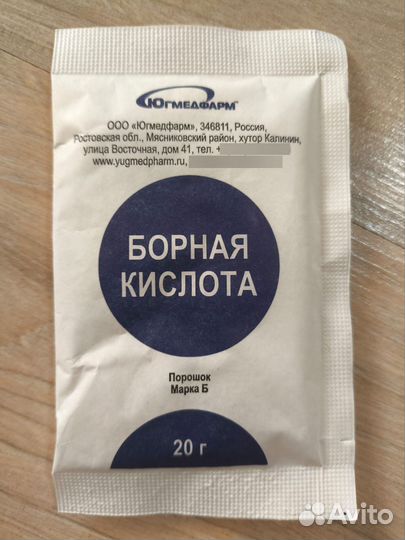 ЮГМЕДФАРМ
ООО «Югмедфарм», 346811, Россия,
Ростовская обл., Мясниковский район, хутор Калинин,
улица Восточная, дом 41, тел. +
www.yugmedpharm.ru,
БОРНАЯ
КИСЛОТА
Порошок
Марка Б
20 г
Avito